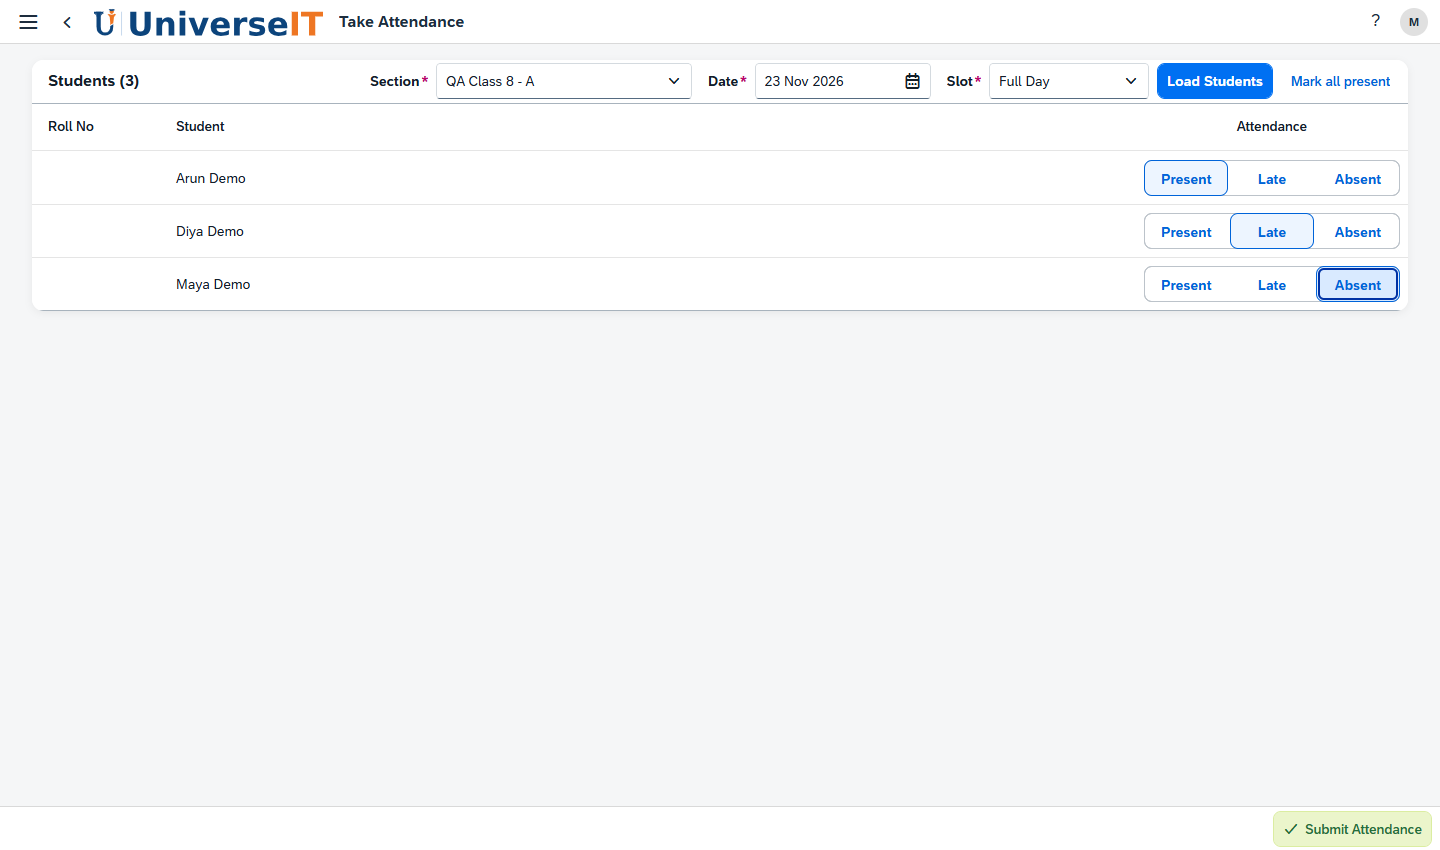 UniverseIT Take Attendance ? M
Students (3) Section* QA Class 8 - A Date* 23 Nov 2026 Slot* Full Day Load Students Mark all present
Roll No Student Attendance
Arun Demo Present Late Absent
Diya Demo Present Late Absent
Maya Demo Present Late Absent
Submit Attendance